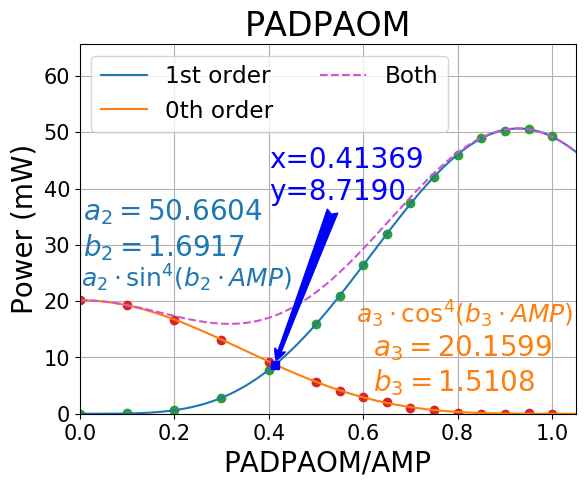 PADPAOM
1st order
0th order
Both
x=0.41369
y=8.7190
a₂ = 50.6604
b₂ = 1.6917
a₂ · sin⁴(b₂ · AMP)
a₃ · cos⁴(b₃ · AMP)
a₃ = 20.1599
b₃ = 1.5108
Power (mW)
60
50
40
30
20
10
0
0.0 0.2 0.4 0.6 0.8 1.0
PADPAOM/AMP